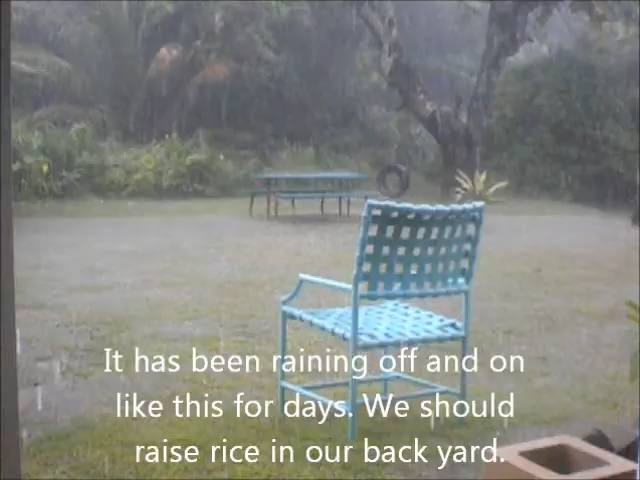 It has been raining off and on
like this for days. We should
raise rice in our back yard.